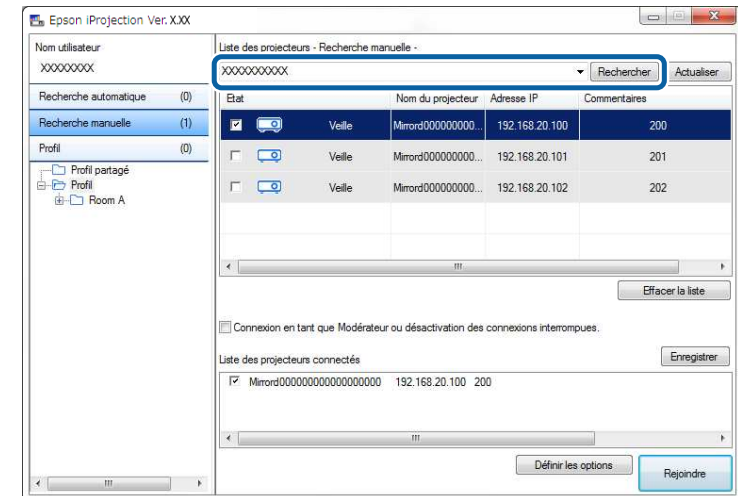 Epson iProjection Ver. X.XX
Nom utilisateur
XXXXXXXX
Recherche automatique (0)
Recherche manuelle (1)
Profil (0)
Profil partagé
Profil
Room A
Liste des projecteurs - Recherche manuelle -
XXXXXXXXXX Rechercher Actualiser
Etat Nom du projecteur Adresse IP Commentaires
Veille Mirrord000000000... 192.168.20.100 200
Veille Mirrord000000000... 192.168.20.101 201
Veille Mirrord000000000... 192.168.20.102 202
Effacer la liste
Connexion en tant que Modérateur ou désactivation des connexions interrompues.
Liste des projecteurs connectés Enregistrer
Mirrord000000000000000000 192.168.20.100 200
Définir les options Rejoindre